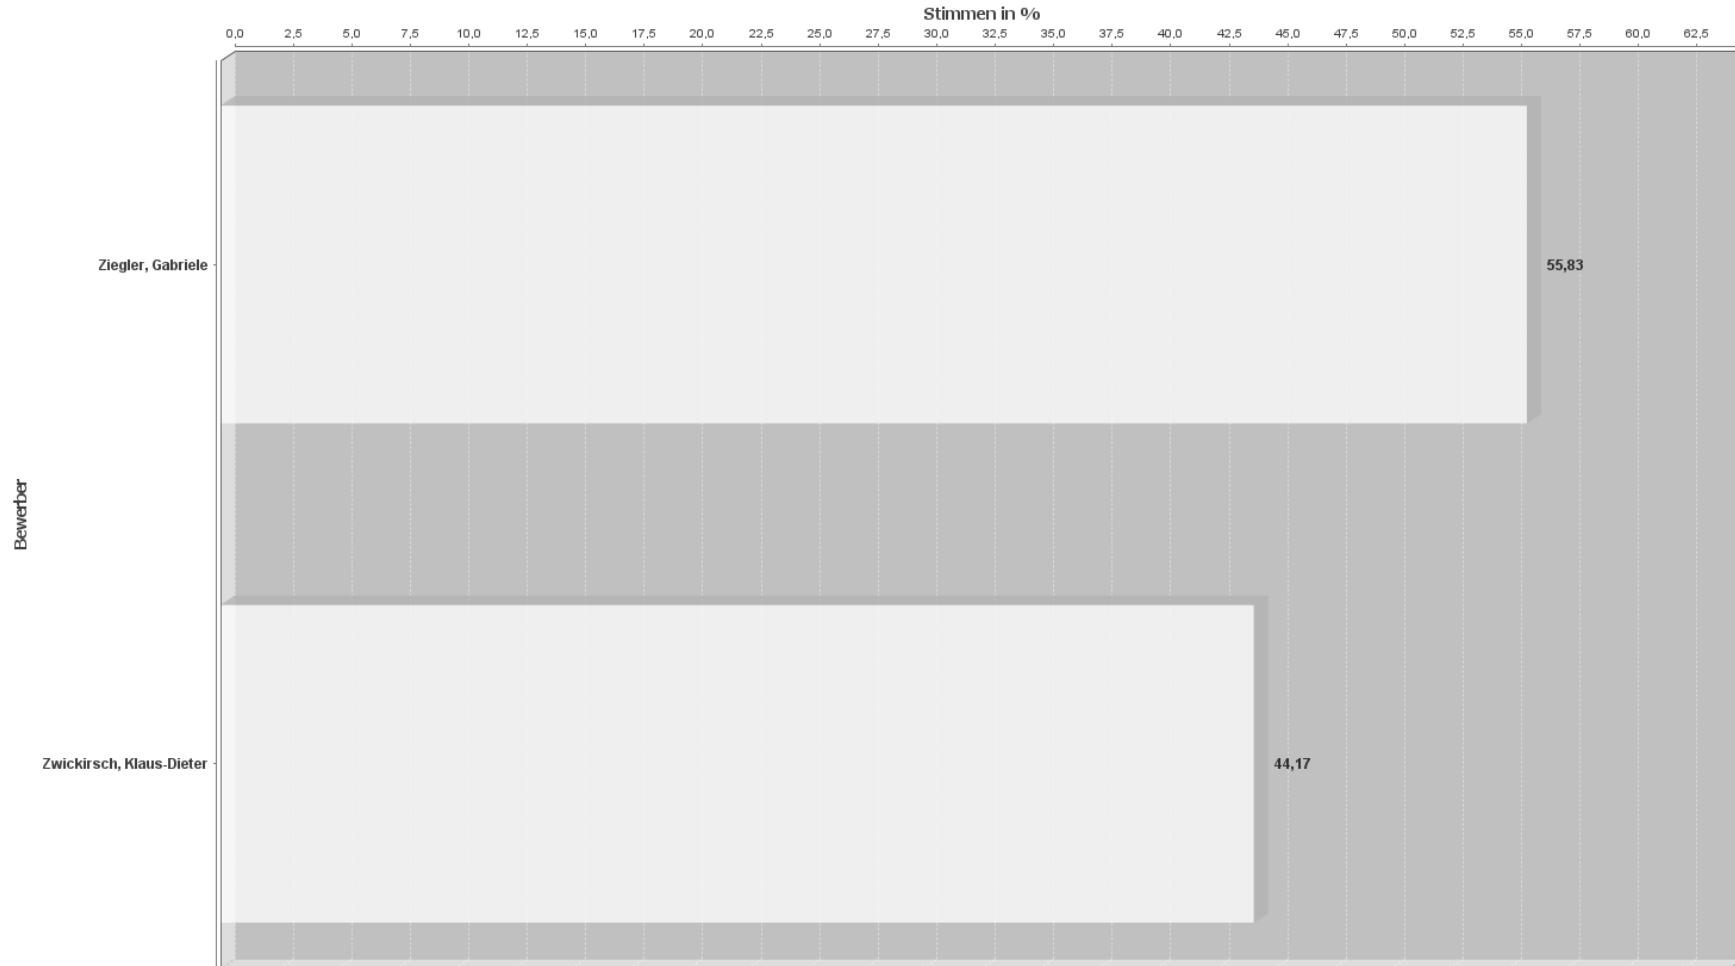 Stimmen in %
0,0 2,5 5,0 7,5 10,0 12,5 15,0 17,5 20,0 22,5 25,0 27,5 30,0 32,5 35,0 37,5 40,0 42,5 45,0 47,5 50,0 52,5 55,0 57,5 60,0 62,5
Ziegler, Gabriele 55,83
Bewerber
Zwickirsch, Klaus-Dieter 44,17